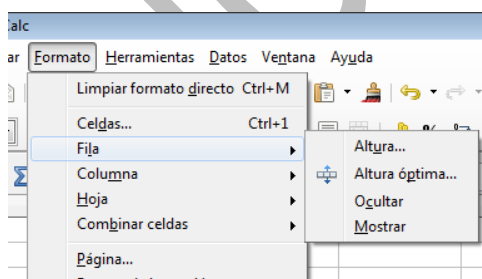 Calc
ar Formato Herramientas Datos Ventana Ayuda
Limpiar formato directo Ctrl+M
Celdas... Ctrl+1
Fila
Altura...
Columna
Altura óptima...
Hoja
Ocultar
Combinar celdas
Mostrar
Página...